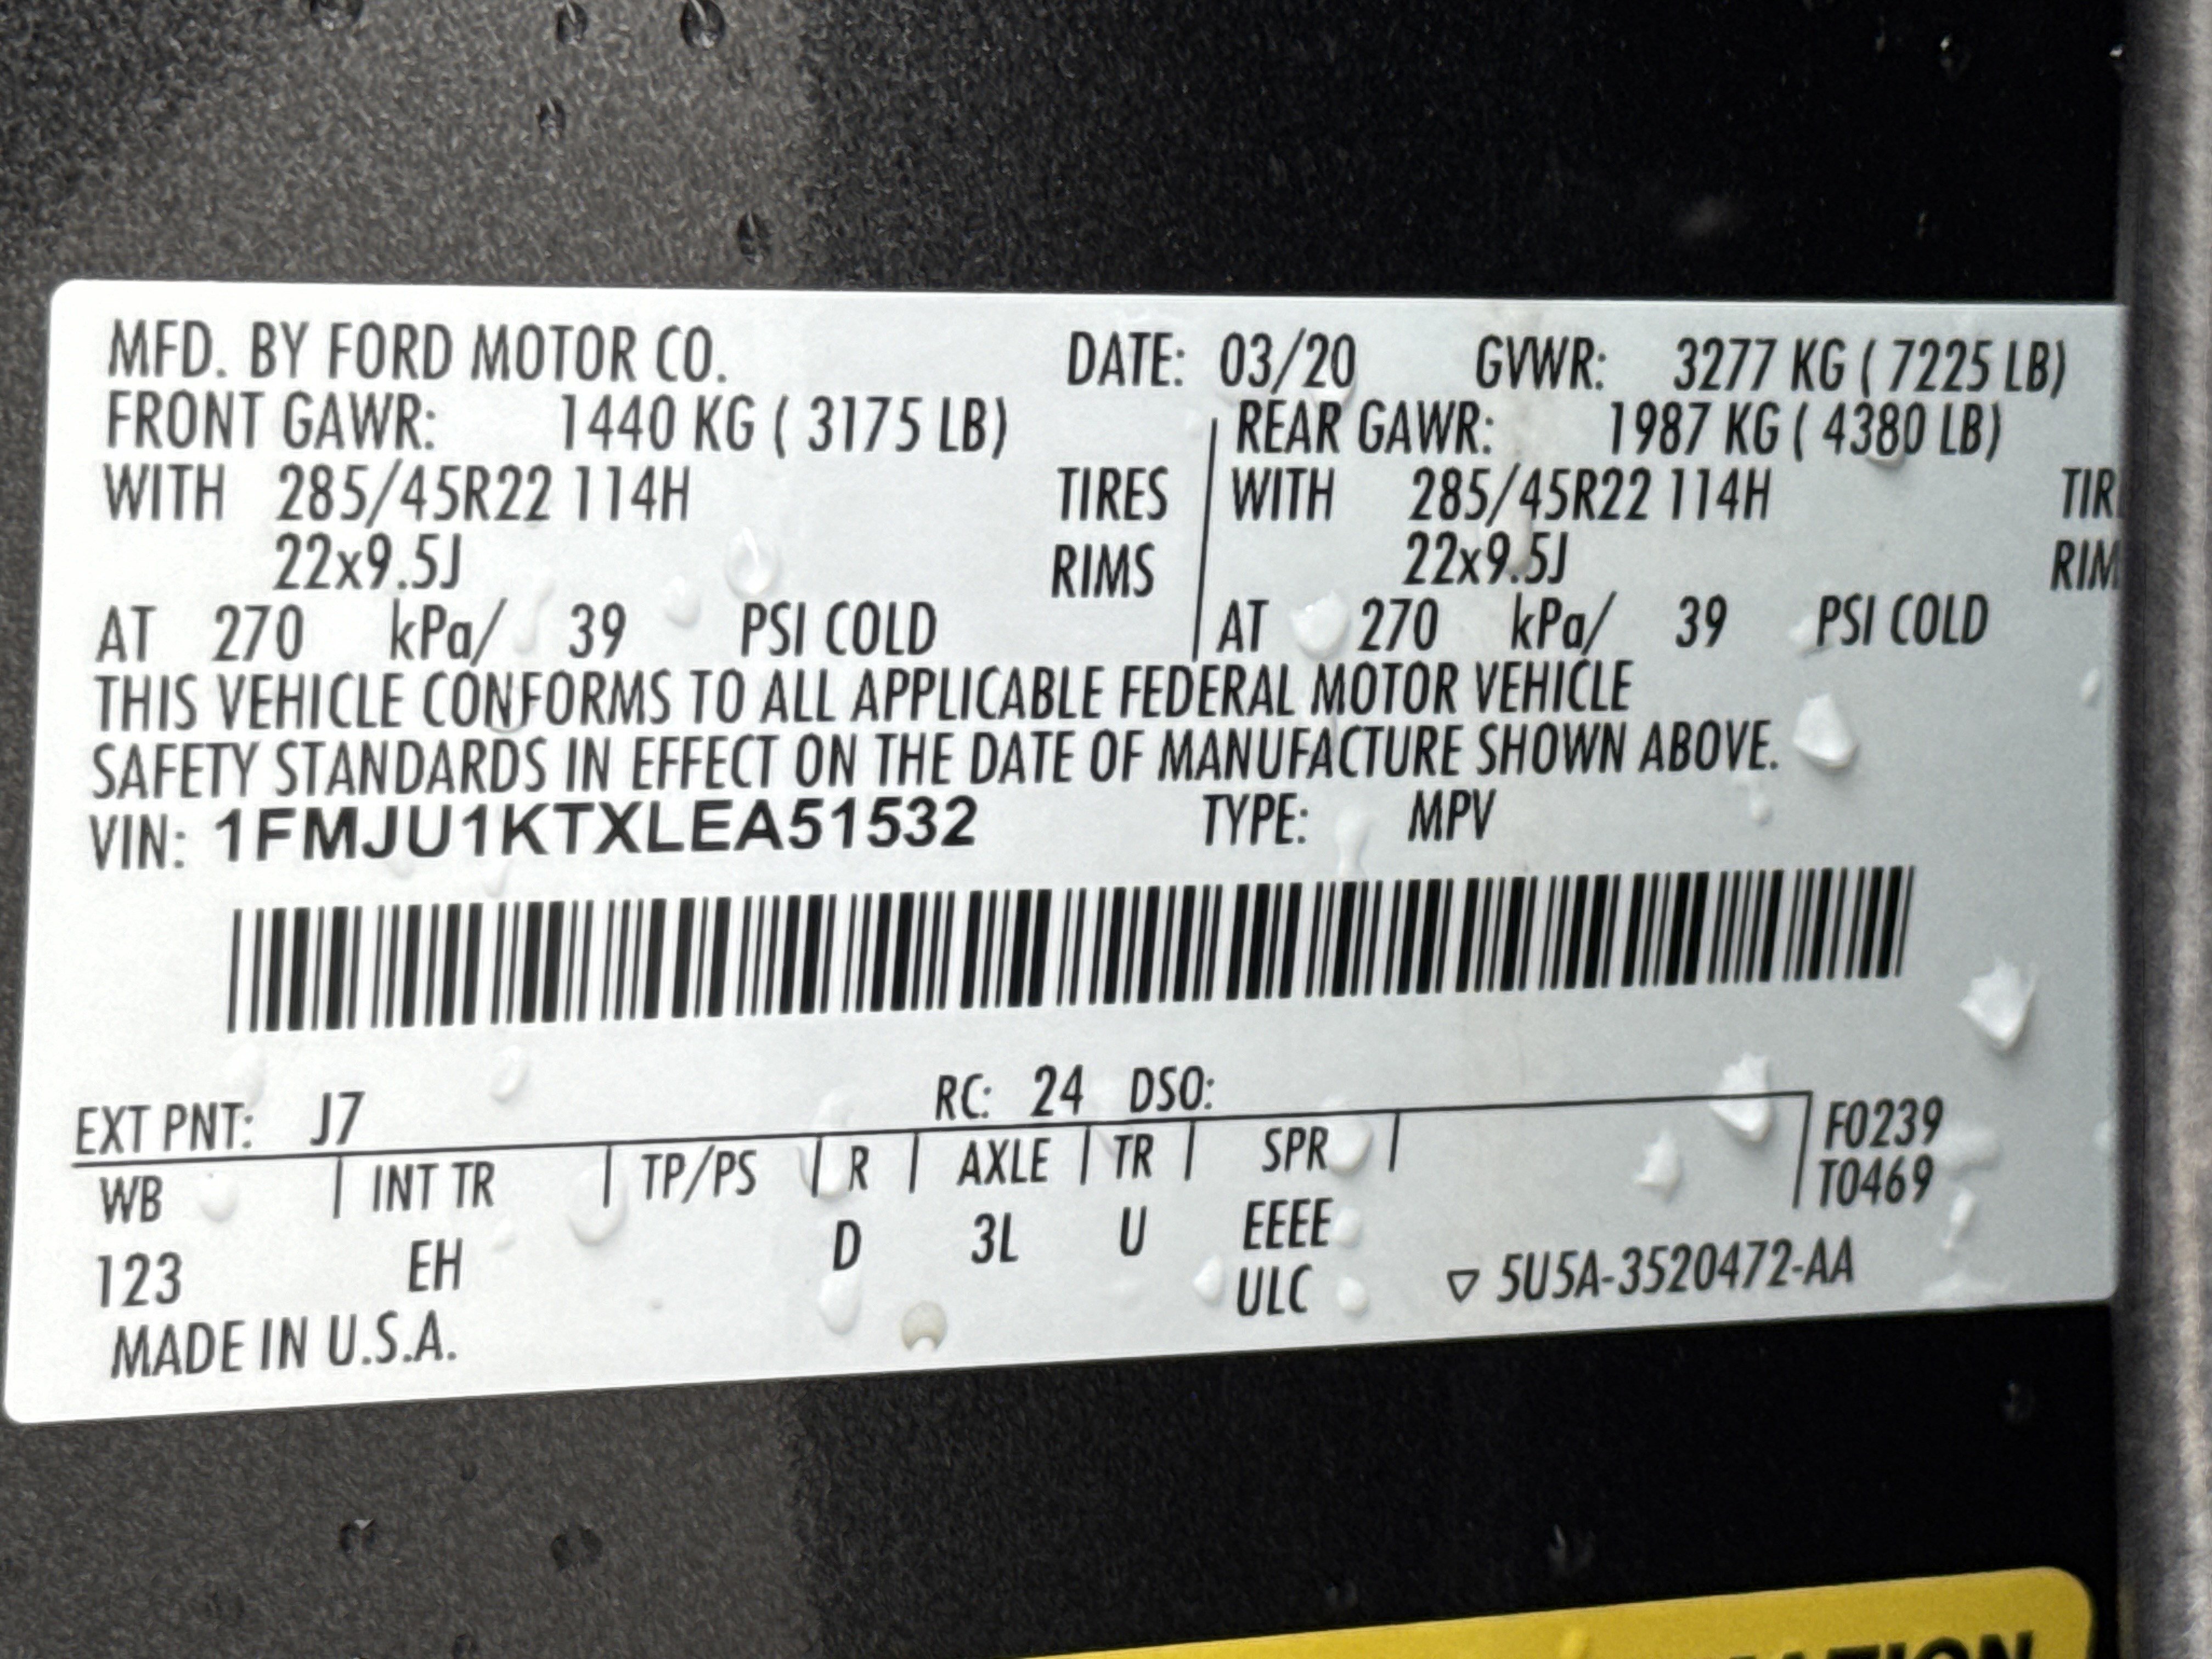 MFD. BY FORD MOTOR CO. DATE: 03/20 GVWR: 3277 KG ( 7225 LB)
FRONT GAWR: 1440 KG ( 3175 LB) REAR GAWR: 1987 KG ( 4380 LB)
WITH 285/45R22 114H TIRES WITH 285/45R22 114H TIR
22x9.5J RIMS 22x9.5J RIM
AT 270 kPa/ 39 PSI COLD AT 270 kPa/ 39 PSI COLD
THIS VEHICLE CONFORMS TO ALL APPLICABLE FEDERAL MOTOR VEHICLE
SAFETY STANDARDS IN EFFECT ON THE DATE OF MANUFACTURE SHOWN ABOVE.
VIN: 1FMJU1KTXLEA51532 TYPE: MPV
EXT PNT: J7 RC: 24 DSO:
WB INT TR TP/PS R AXLE TR SPR F0239
T0469
123 EH D 3L U EEEE
ULC ▽ 5U5A-3520472-AA
MADE IN U.S.A.